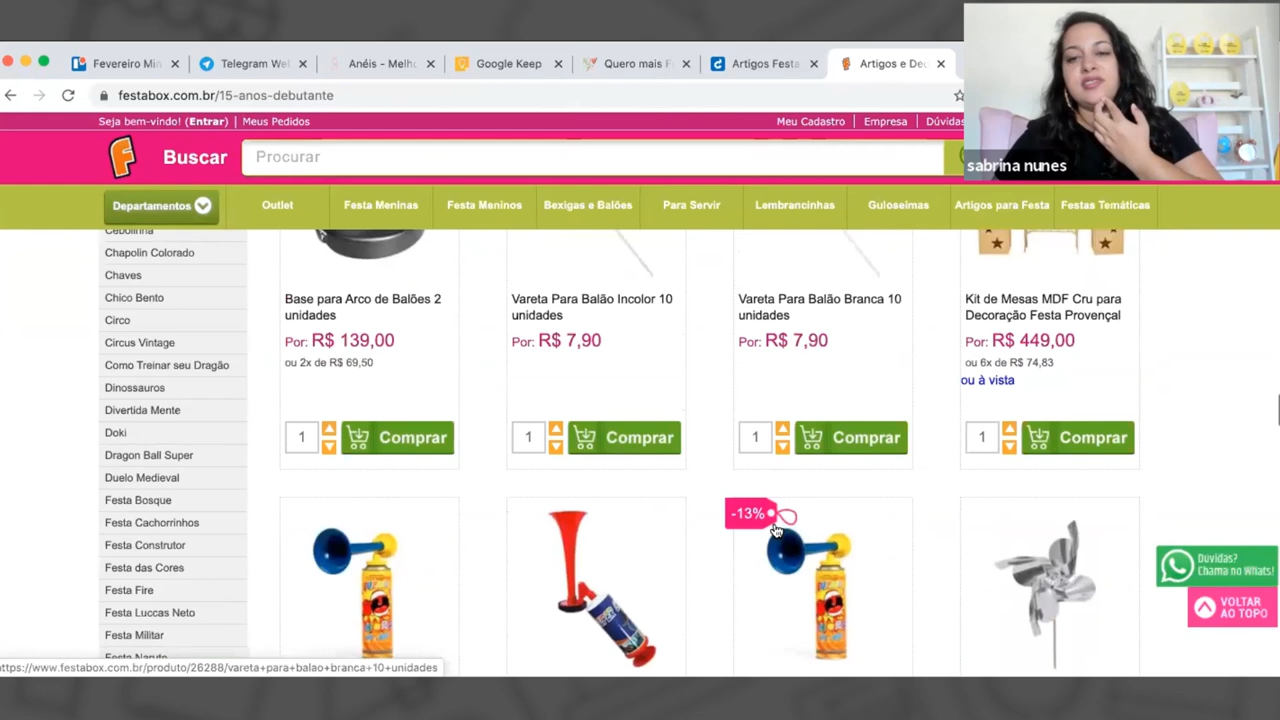 Fevereiro Min
Telegram Wel
Anéis – Melhu
Google Keep
Quero mais F
Artigos Festa
Artigos e De
festabox.com.br/15-anos-debutante
Seja bem-vindo! (Entrar) | Meus Pedidos
Meu Cadastro | Empresa | Dúvidas
sabrina nunes
Buscar
Procurar
Departamentos
Outlet
Festa Meninas
Festa Meninos
Bexigas e Balões
Para Servir
Lembrancinhas
Guloseimas
Artigos para Festa
Festas Temáticas
Cebolinha
Chapolin Colorado
Chaves
Chico Bento
Circo
Circus Vintage
Como Treinar seu Dragão
Dinossauros
Divertida Mente
Doki
Dragon Ball Super
Duelo Medieval
Festa Bosque
Festa Cachorrinhos
Festa Construtor
Festa das Cores
Festa Fire
Festa Luccas Neto
Festa Militar
Festa Naruto
Base para Arco de Balões 2
unidades
Por: R$ 139,00
ou 2x de R$ 69,50
1
Comprar
Vareta Para Balão Incolor 10
unidades
Por: R$ 7,90
1
Comprar
Vareta Para Balão Branca 10
unidades
Por: R$ 7,90
1
Comprar
Kit de Mesas MDF Cru para
Decoração Festa Provençal
Por: R$ 449,00
ou 6x de R$ 74,83
ou à vista
1
Comprar
-13%
Dúvidas?
Chama no Whats!
VOLTAR
AO TOPO
https://www.festabox.com.br/produto/26288/vareta+para+balao+branca+10+unidades